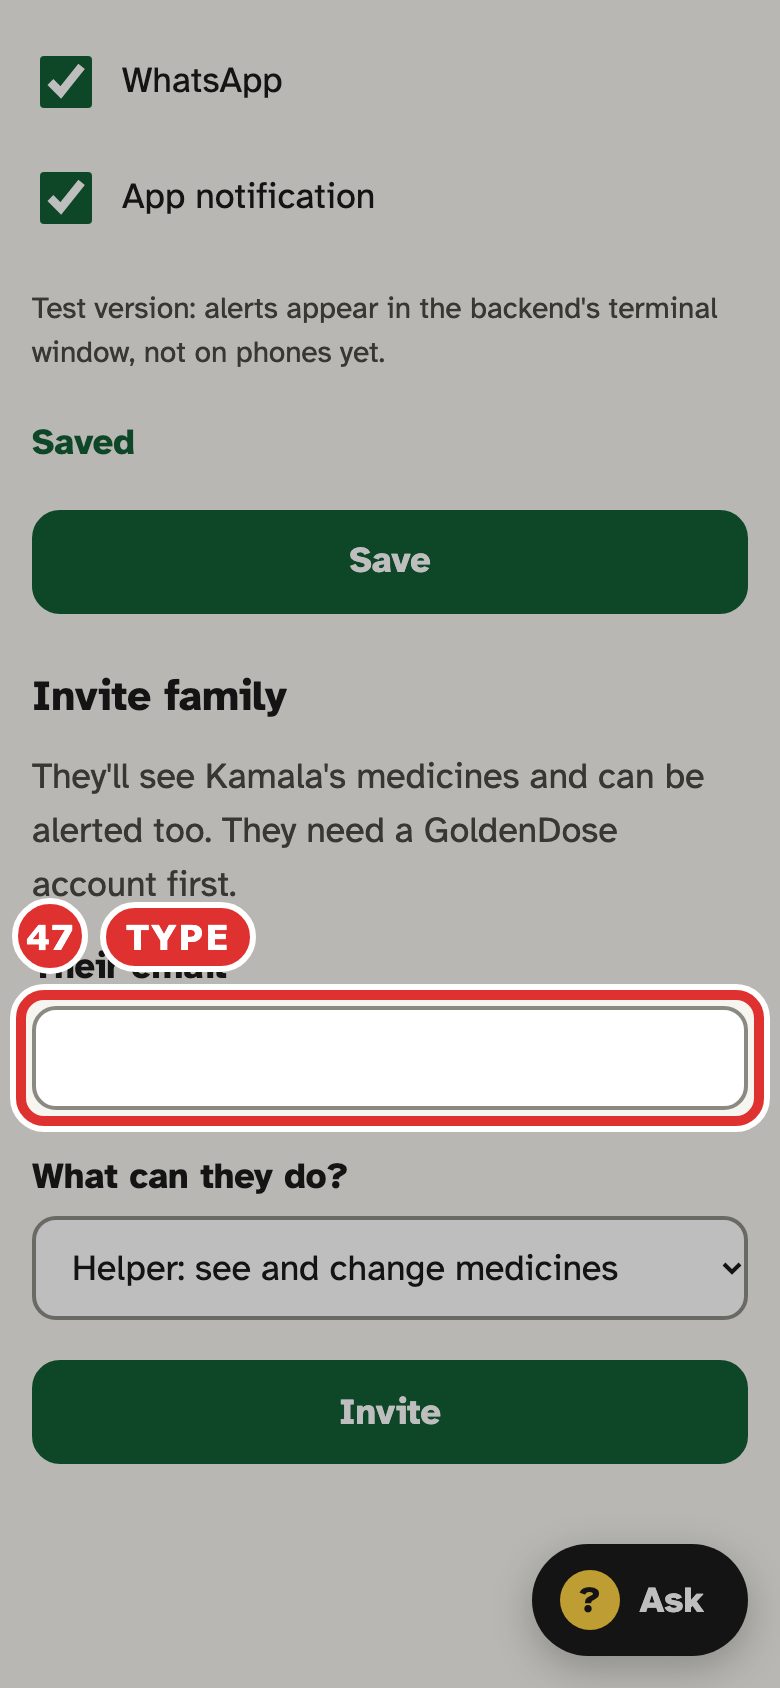 WhatsApp
App notification
Test version: alerts appear in the backend's terminal
window, not on phones yet.
Saved
Save
Invite family
They'll see Kamala's medicines and can be
alerted too. They need a GoldenDose
account first.
47 TYPE
Their email
What can they do?
Helper: see and change medicines
Invite
? Ask